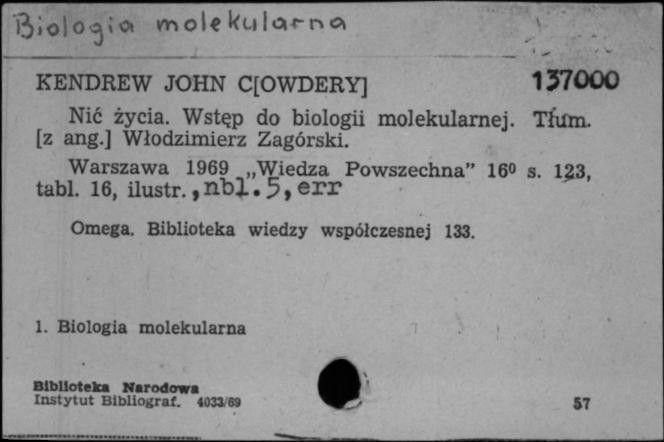 Biologia molekularna
KENDREW JOHN C[OWDERY] 137000
Nić życia. Wstęp do biologii molekularnej. Tłum.
[z ang.] Włodzimierz Zagórski.
Warszawa 1969 „Wiedza Powszechna” 16⁰ s. 123,
tabl. 16, ilustr., nbl. 5, err
Omega. Biblioteka wiedzy współczesnej 133.
1. Biologia molekularna
Biblioteka Narodowa
Instytut Bibliograf. 4033/69 57